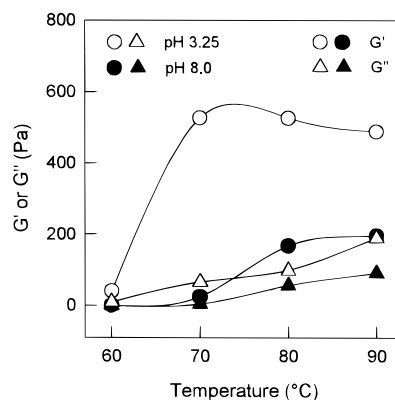 pH 3.25 G'
pH 8.0 G"
800
600
400
200
0
60 70 80 90
G' or G" (Pa)
Temperature (°C)